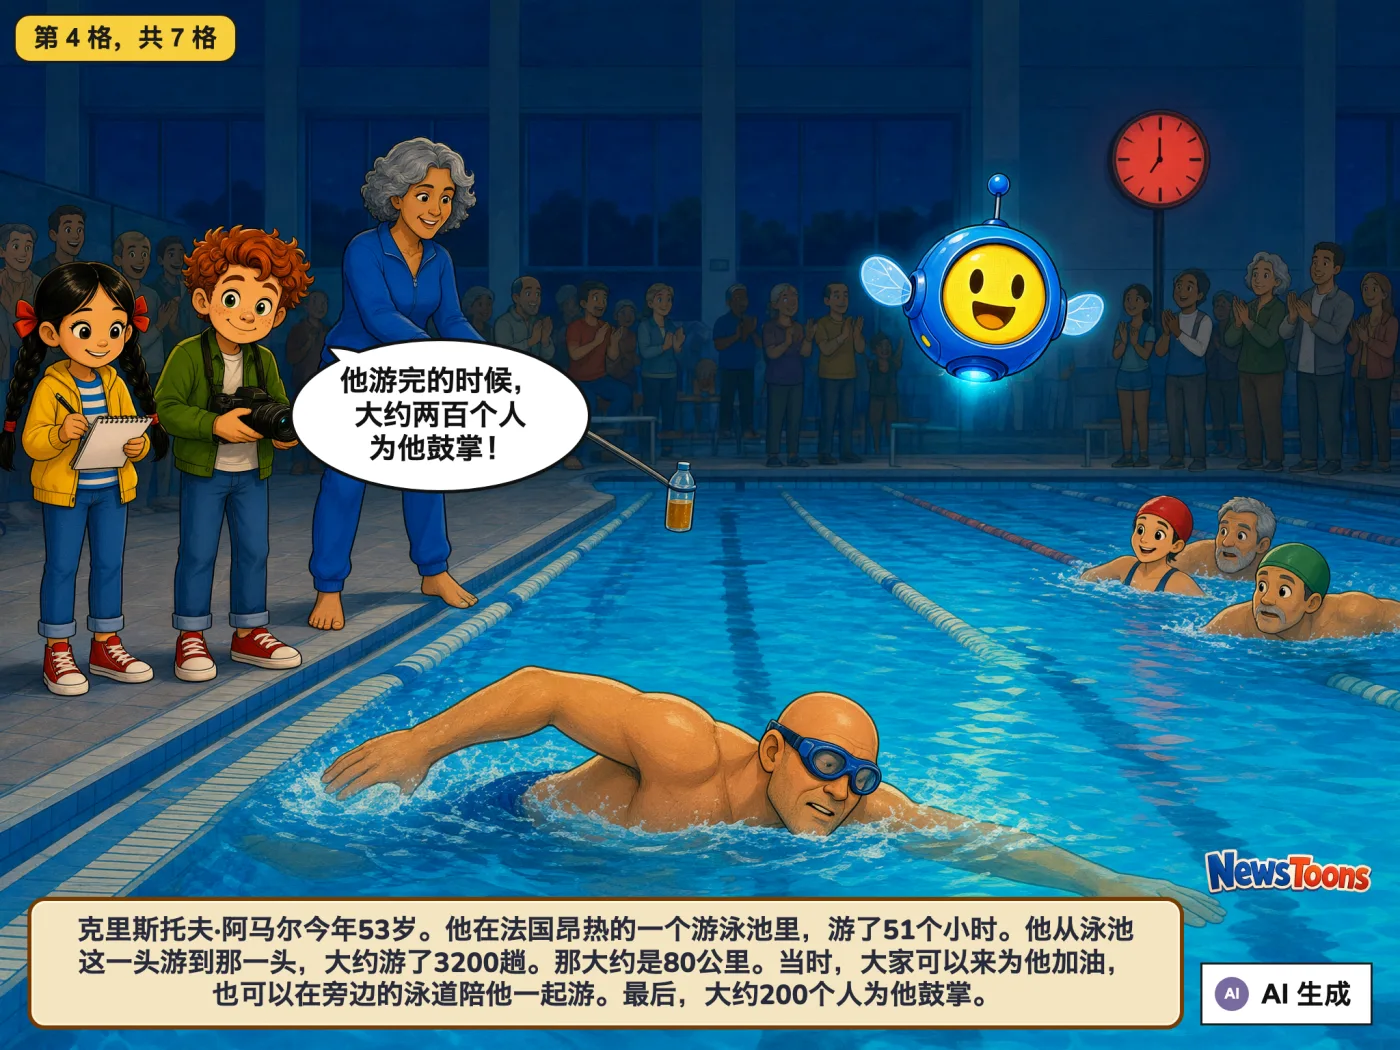 第 4 格，共 7 格
他游完的时候，
大约两百个人
为他鼓掌！
NewsToons
克里斯托夫·阿马尔今年53岁。他在法国昂热的一个游泳池里，游了51个小时。他从泳池
这一头游到那一头，大约游了3200趟。那大约是80公里。当时，大家可以来为他加油，
也可以在旁边的泳道陪他一起游。最后，大约200个人为他鼓掌。
AI AI 生成